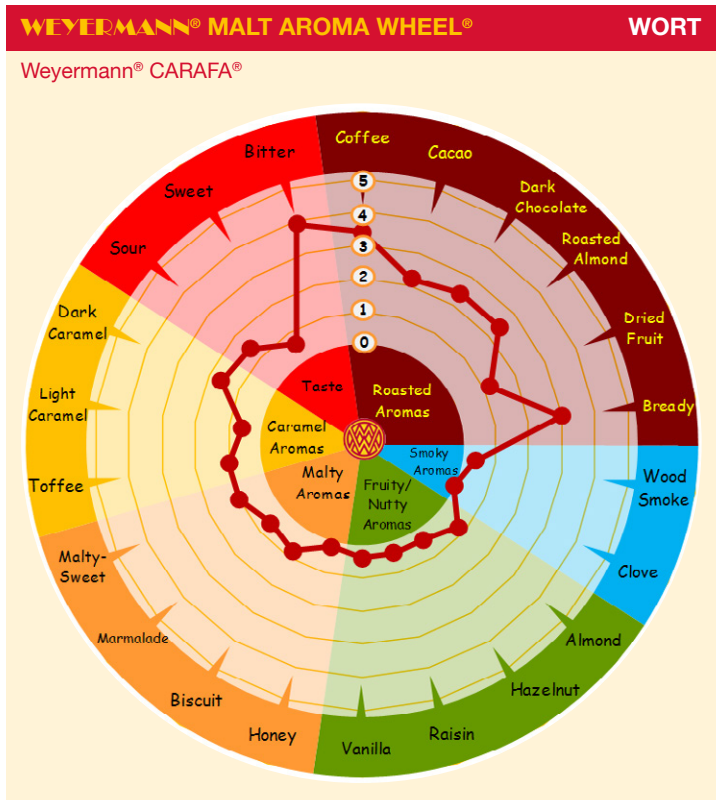 WEYERMANN® MALT AROMA WHEEL®
WORT
Weyermann® CARAFA®
Coffee
Cacao
Dark
Chocolate
Roasted
Almond
Dried
Fruit
Bready
Wood
Smoke
Clove
Almond
Hazelnut
Raisin
Vanilla
Honey
Biscuit
Marmalade
Malty-
Sweet
Toffee
Light
Caramel
Dark
Caramel
Sour
Sweet
Bitter
5
4
3
2
1
0
Taste
Roasted
Aromas
Caramel
Aromas
Smoky
Aromas
Malty
Aromas
Fruity/
Nutty
Aromas